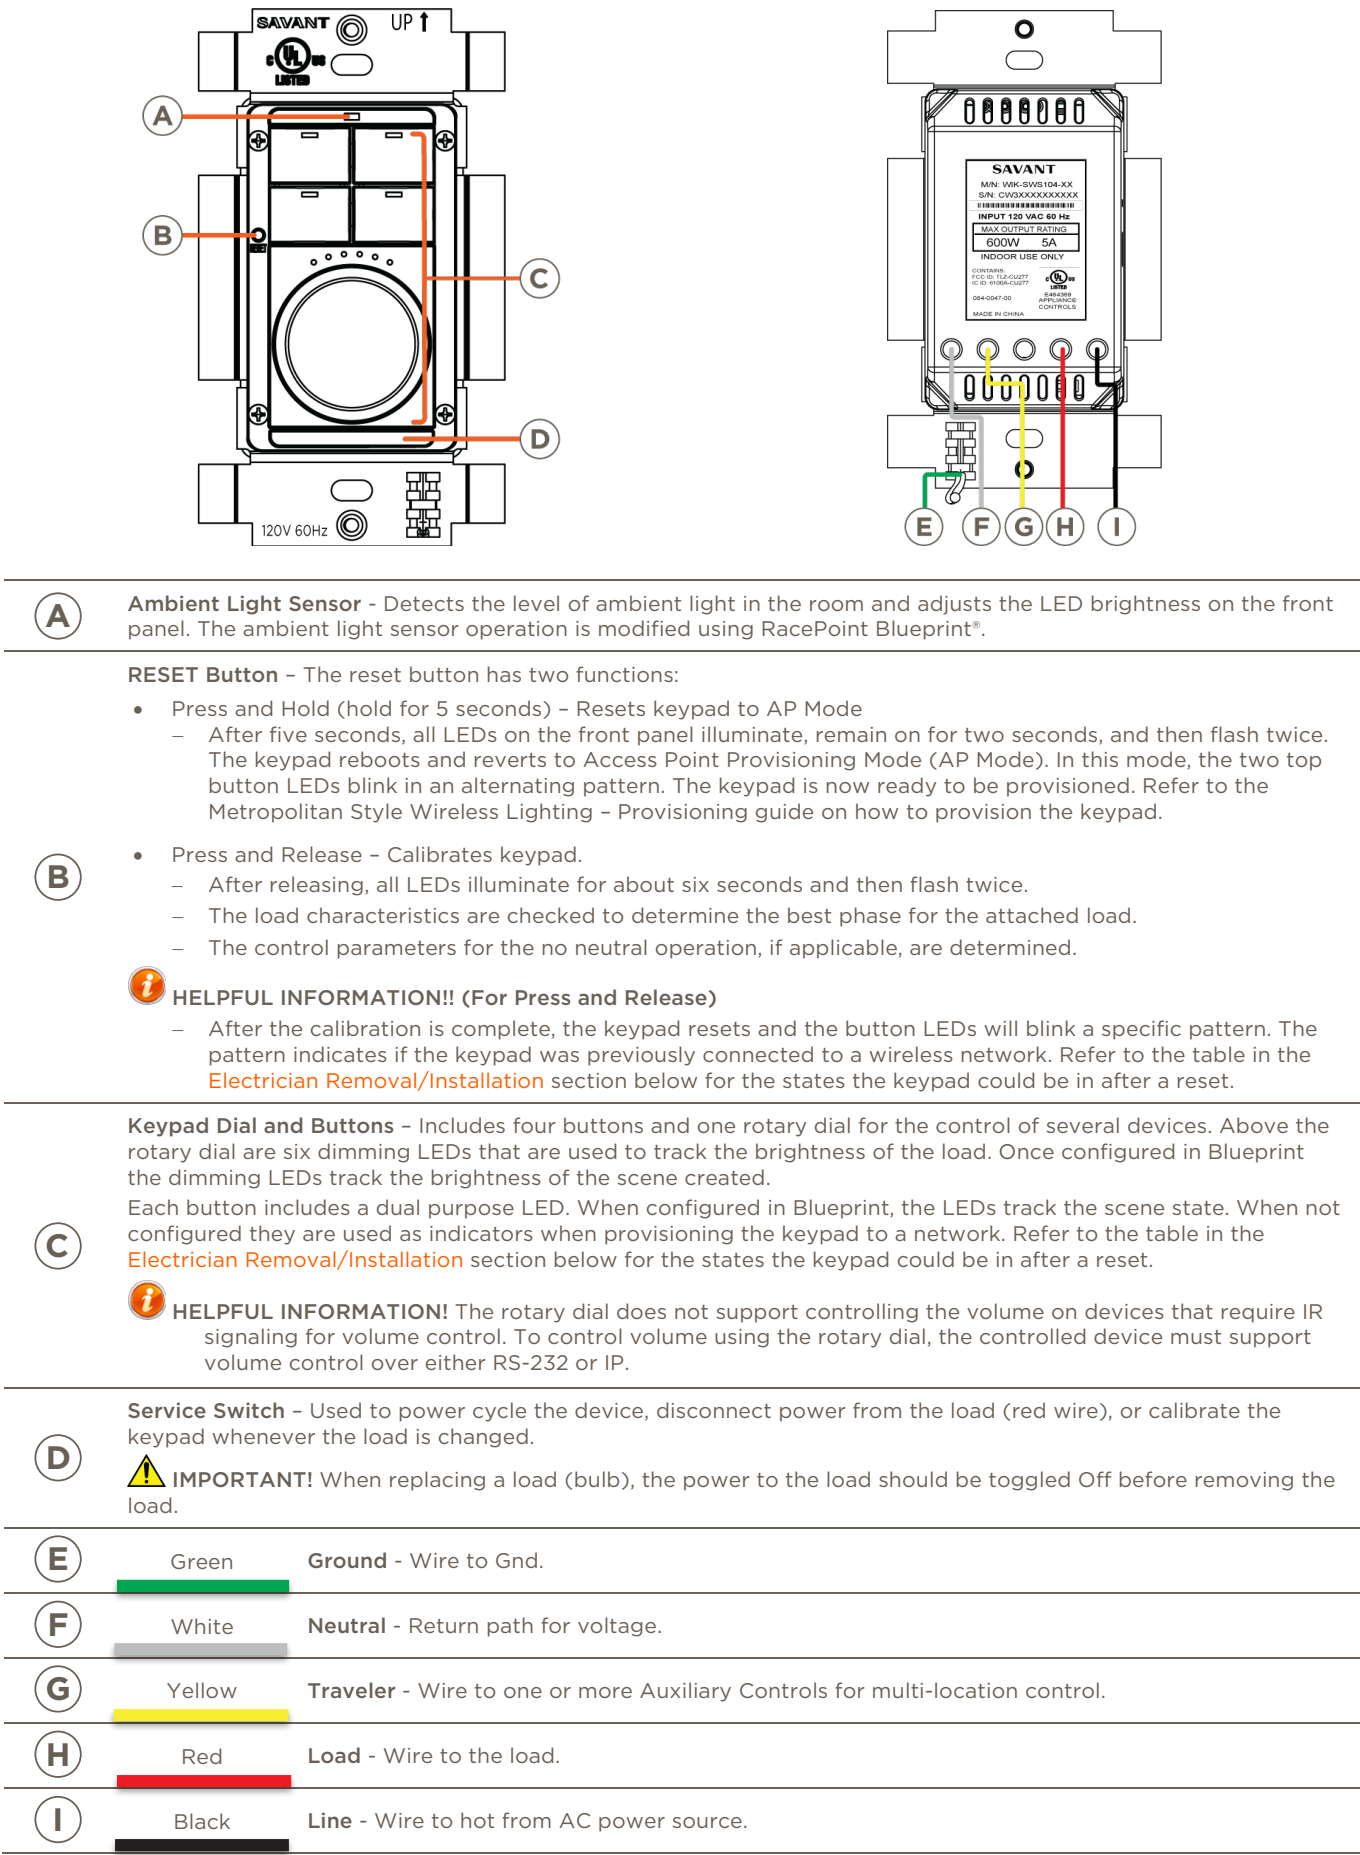 SAVANT
UP
C UL US
LISTED
RESET
120V 60Hz
A
B
C
D
SAVANT
M/N: WIK-SWS104-XX
S/N: CW3XXXXXXXXXX
INPUT 120 VAC 60 Hz
MAX OUTPUT RATING
600W 5A
INDOOR USE ONLY
CONTAINS:
FCC ID: TLZ-CU277
IC ID: 6100A-CU277
C UL US
LISTED
E464369
APPLIANCE
CONTROLS
084-0047-00
MADE IN CHINA
E F G H I
A
Ambient Light Sensor - Detects the level of ambient light in the room and adjusts the LED brightness on the front
panel. The ambient light sensor operation is modified using RacePoint Blueprint®.
B
RESET Button – The reset button has two functions:
• Press and Hold (hold for 5 seconds) – Resets keypad to AP Mode
– After five seconds, all LEDs on the front panel illuminate, remain on for two seconds, and then flash twice.
The keypad reboots and reverts to Access Point Provisioning Mode (AP Mode). In this mode, the two top
button LEDs blink in an alternating pattern. The keypad is now ready to be provisioned. Refer to the
Metropolitan Style Wireless Lighting – Provisioning guide on how to provision the keypad.
• Press and Release – Calibrates keypad.
– After releasing, all LEDs illuminate for about six seconds and then flash twice.
– The load characteristics are checked to determine the best phase for the attached load.
– The control parameters for the no neutral operation, if applicable, are determined.
HELPFUL INFORMATION!! (For Press and Release)
– After the calibration is complete, the keypad resets and the button LEDs will blink a specific pattern. The
pattern indicates if the keypad was previously connected to a wireless network. Refer to the table in the
Electrician Removal/Installation section below for the states the keypad could be in after a reset.
C
Keypad Dial and Buttons – Includes four buttons and one rotary dial for the control of several devices. Above the
rotary dial are six dimming LEDs that are used to track the brightness of the load. Once configured in Blueprint
the dimming LEDs track the brightness of the scene created.
Each button includes a dual purpose LED. When configured in Blueprint, the LEDs track the scene state. When not
configured they are used as indicators when provisioning the keypad to a network. Refer to the table in the
Electrician Removal/Installation section below for the states the keypad could be in after a reset.
HELPFUL INFORMATION! The rotary dial does not support controlling the volume on devices that require IR
signaling for volume control. To control volume using the rotary dial, the controlled device must support
volume control over either RS-232 or IP.
D
Service Switch – Used to power cycle the device, disconnect power from the load (red wire), or calibrate the
keypad whenever the load is changed.
IMPORTANT! When replacing a load (bulb), the power to the load should be toggled Off before removing the
load.
E Green Ground - Wire to Gnd.
F White Neutral - Return path for voltage.
G Yellow Traveler - Wire to one or more Auxiliary Controls for multi-location control.
H Red Load - Wire to the load.
I Black Line - Wire to hot from AC power source.